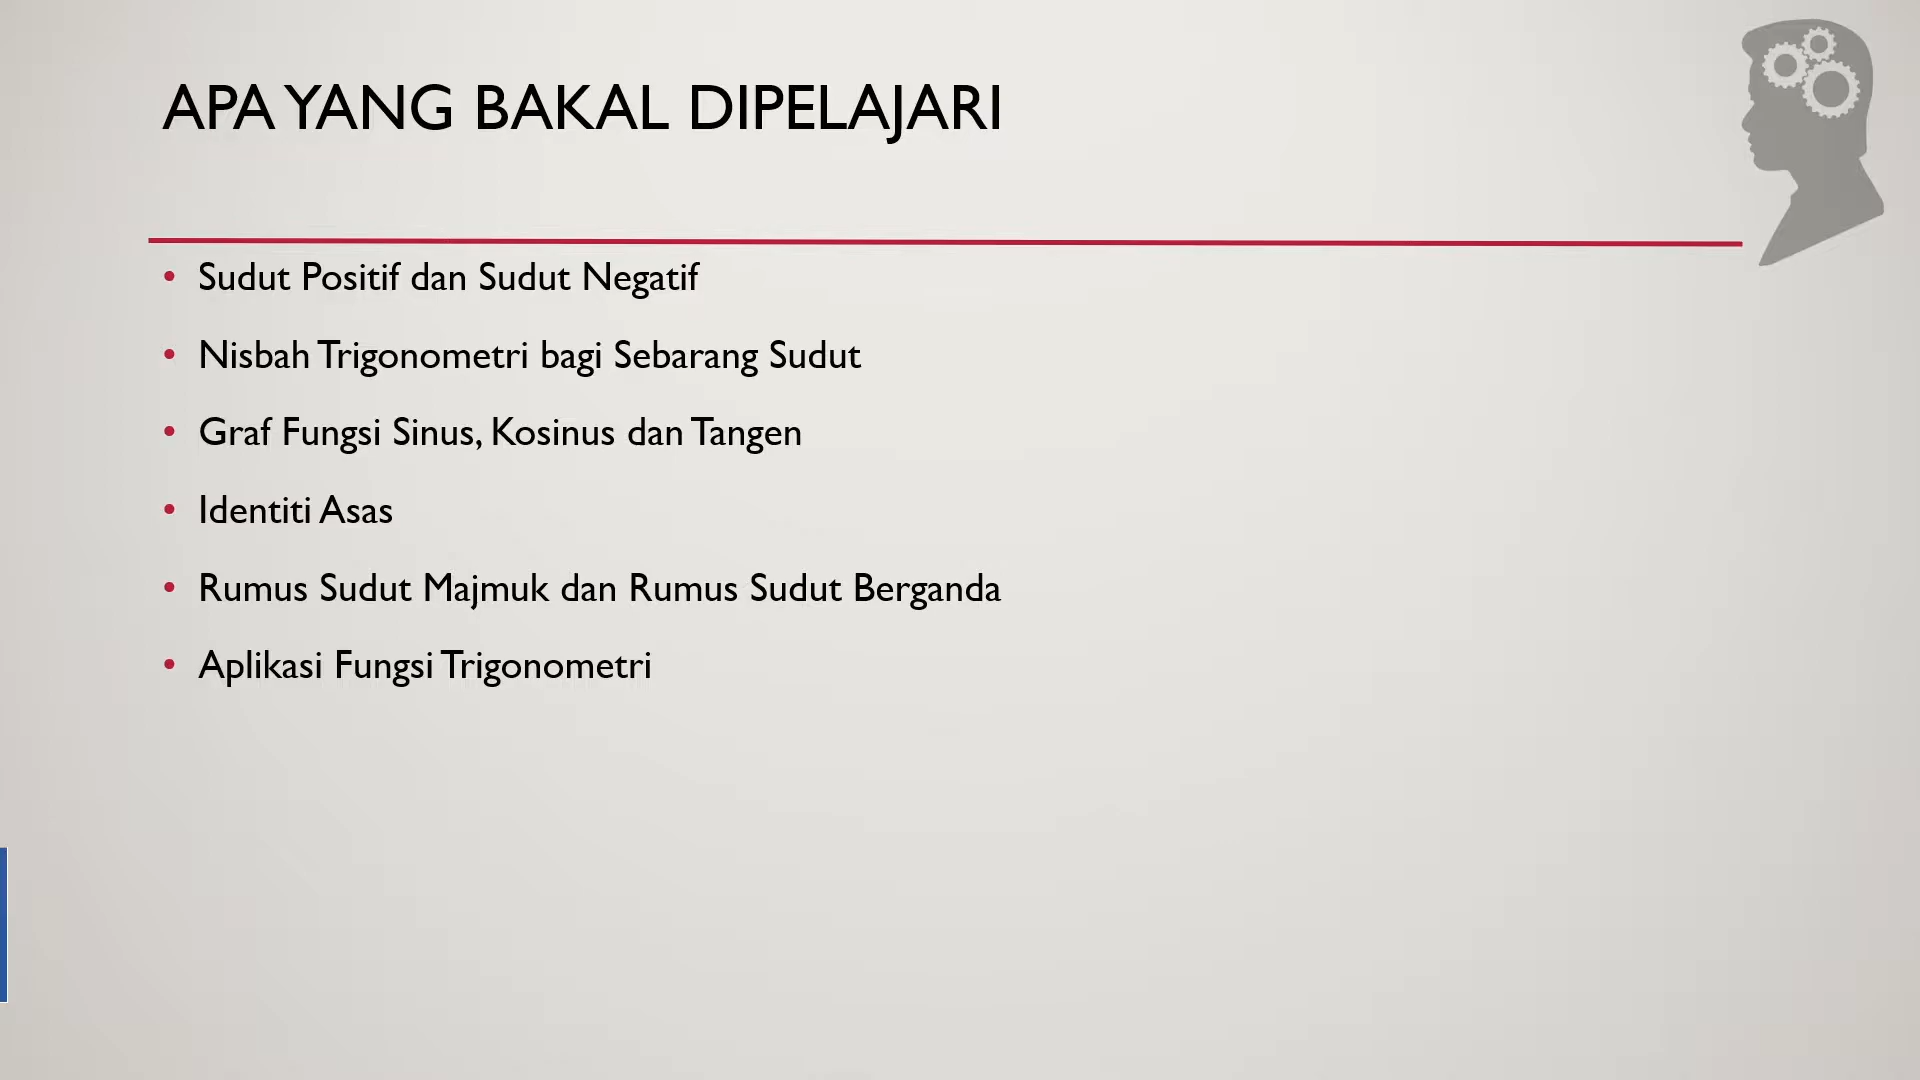 APA YANG BAKAL DIPELAJARI
• Sudut Positif dan Sudut Negatif
• Nisbah Trigonometri bagi Sebarang Sudut
• Graf Fungsi Sinus, Kosinus dan Tangen
• Identiti Asas
• Rumus Sudut Majmuk dan Rumus Sudut Berganda
• Aplikasi Fungsi Trigonometri